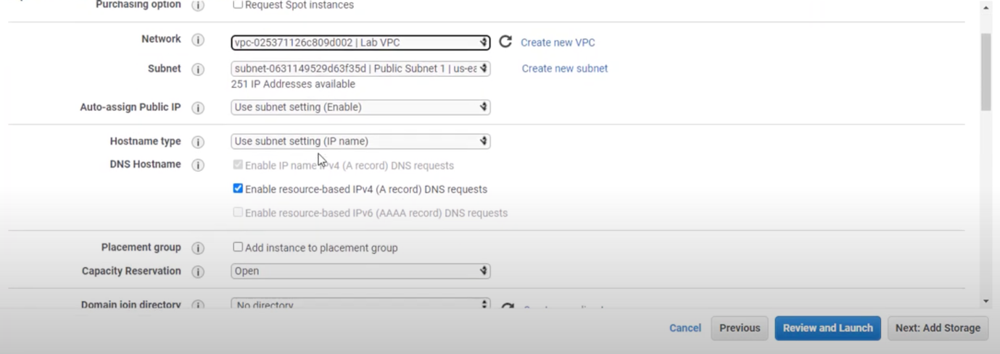 Purchasing option Request Spot instances
Network vpc-025371126c809d002 | Lab VPC Create new VPC
Subnet subnet-0631149529d63f35d | Public Subnet 1 | us-ea Create new subnet
251 IP Addresses available
Auto-assign Public IP Use subnet setting (Enable)
Hostname type Use subnet setting (IP name)
DNS Hostname Enable IP name IPv4 (A record) DNS requests
Enable resource-based IPv4 (A record) DNS requests
Enable resource-based IPv6 (AAAA record) DNS requests
Placement group Add instance to placement group
Capacity Reservation Open
Domain join directory No directory
Cancel Previous Review and Launch Next: Add Storage